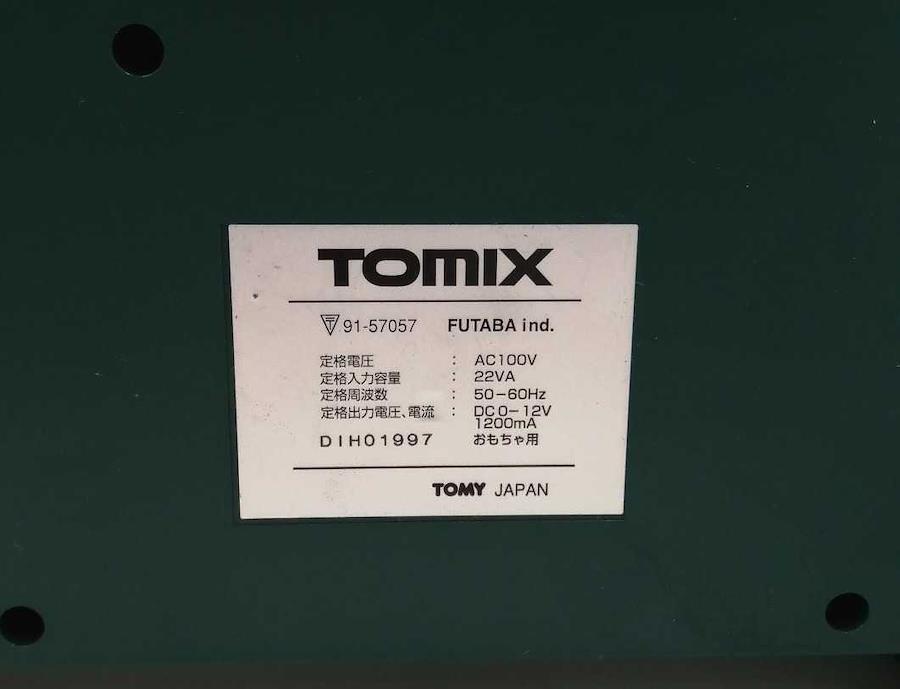 TOMIX
91-57057 FUTABA ind.
定格電圧 : AC100V
定格入力容量 : 22VA
定格周波数 : 50-60Hz
定格出力電圧、電流 : DC0-12V
1200mA
DIH01997 おもちゃ用
TOMY JAPAN